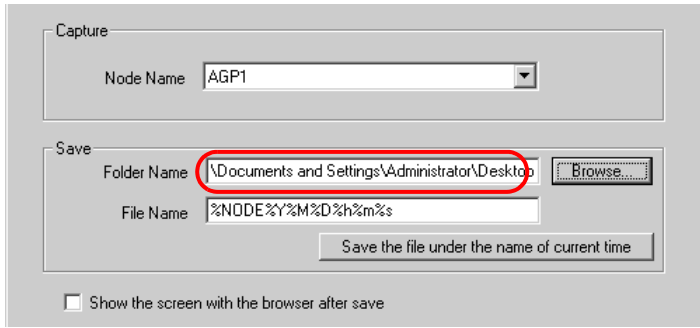 Capture
Node Name AGP1
Save
Folder Name \Documents and Settings\Administrator\Desktop Browse...
File Name %NODE%Y%M%D%h%m%s
Save the file under the name of current time
Show the screen with the browser after save